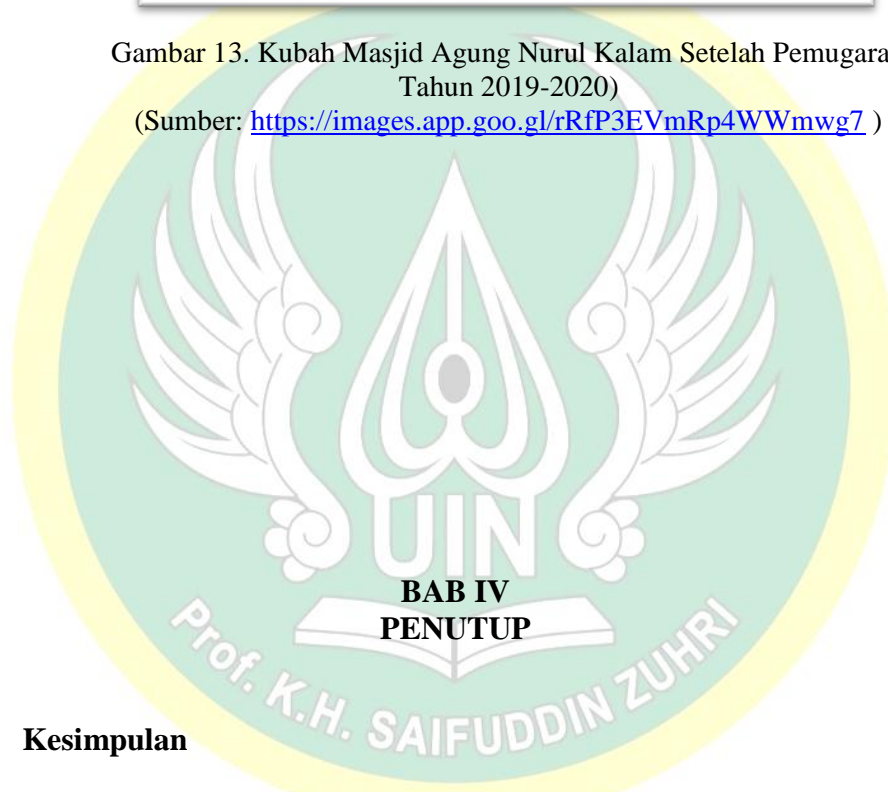 Gambar 13. Kubah Masjid Agung Nurul Kalam Setelah Pemugara
Tahun 2019-2020)
(Sumber: https://images.app.goo.gl/rRfP3EVmRp4WWmwg7 )
UIN
BAB IV
PENUTUP
Prof. K.H. SAIFUDDIN ZUHRI
Kesimpulan